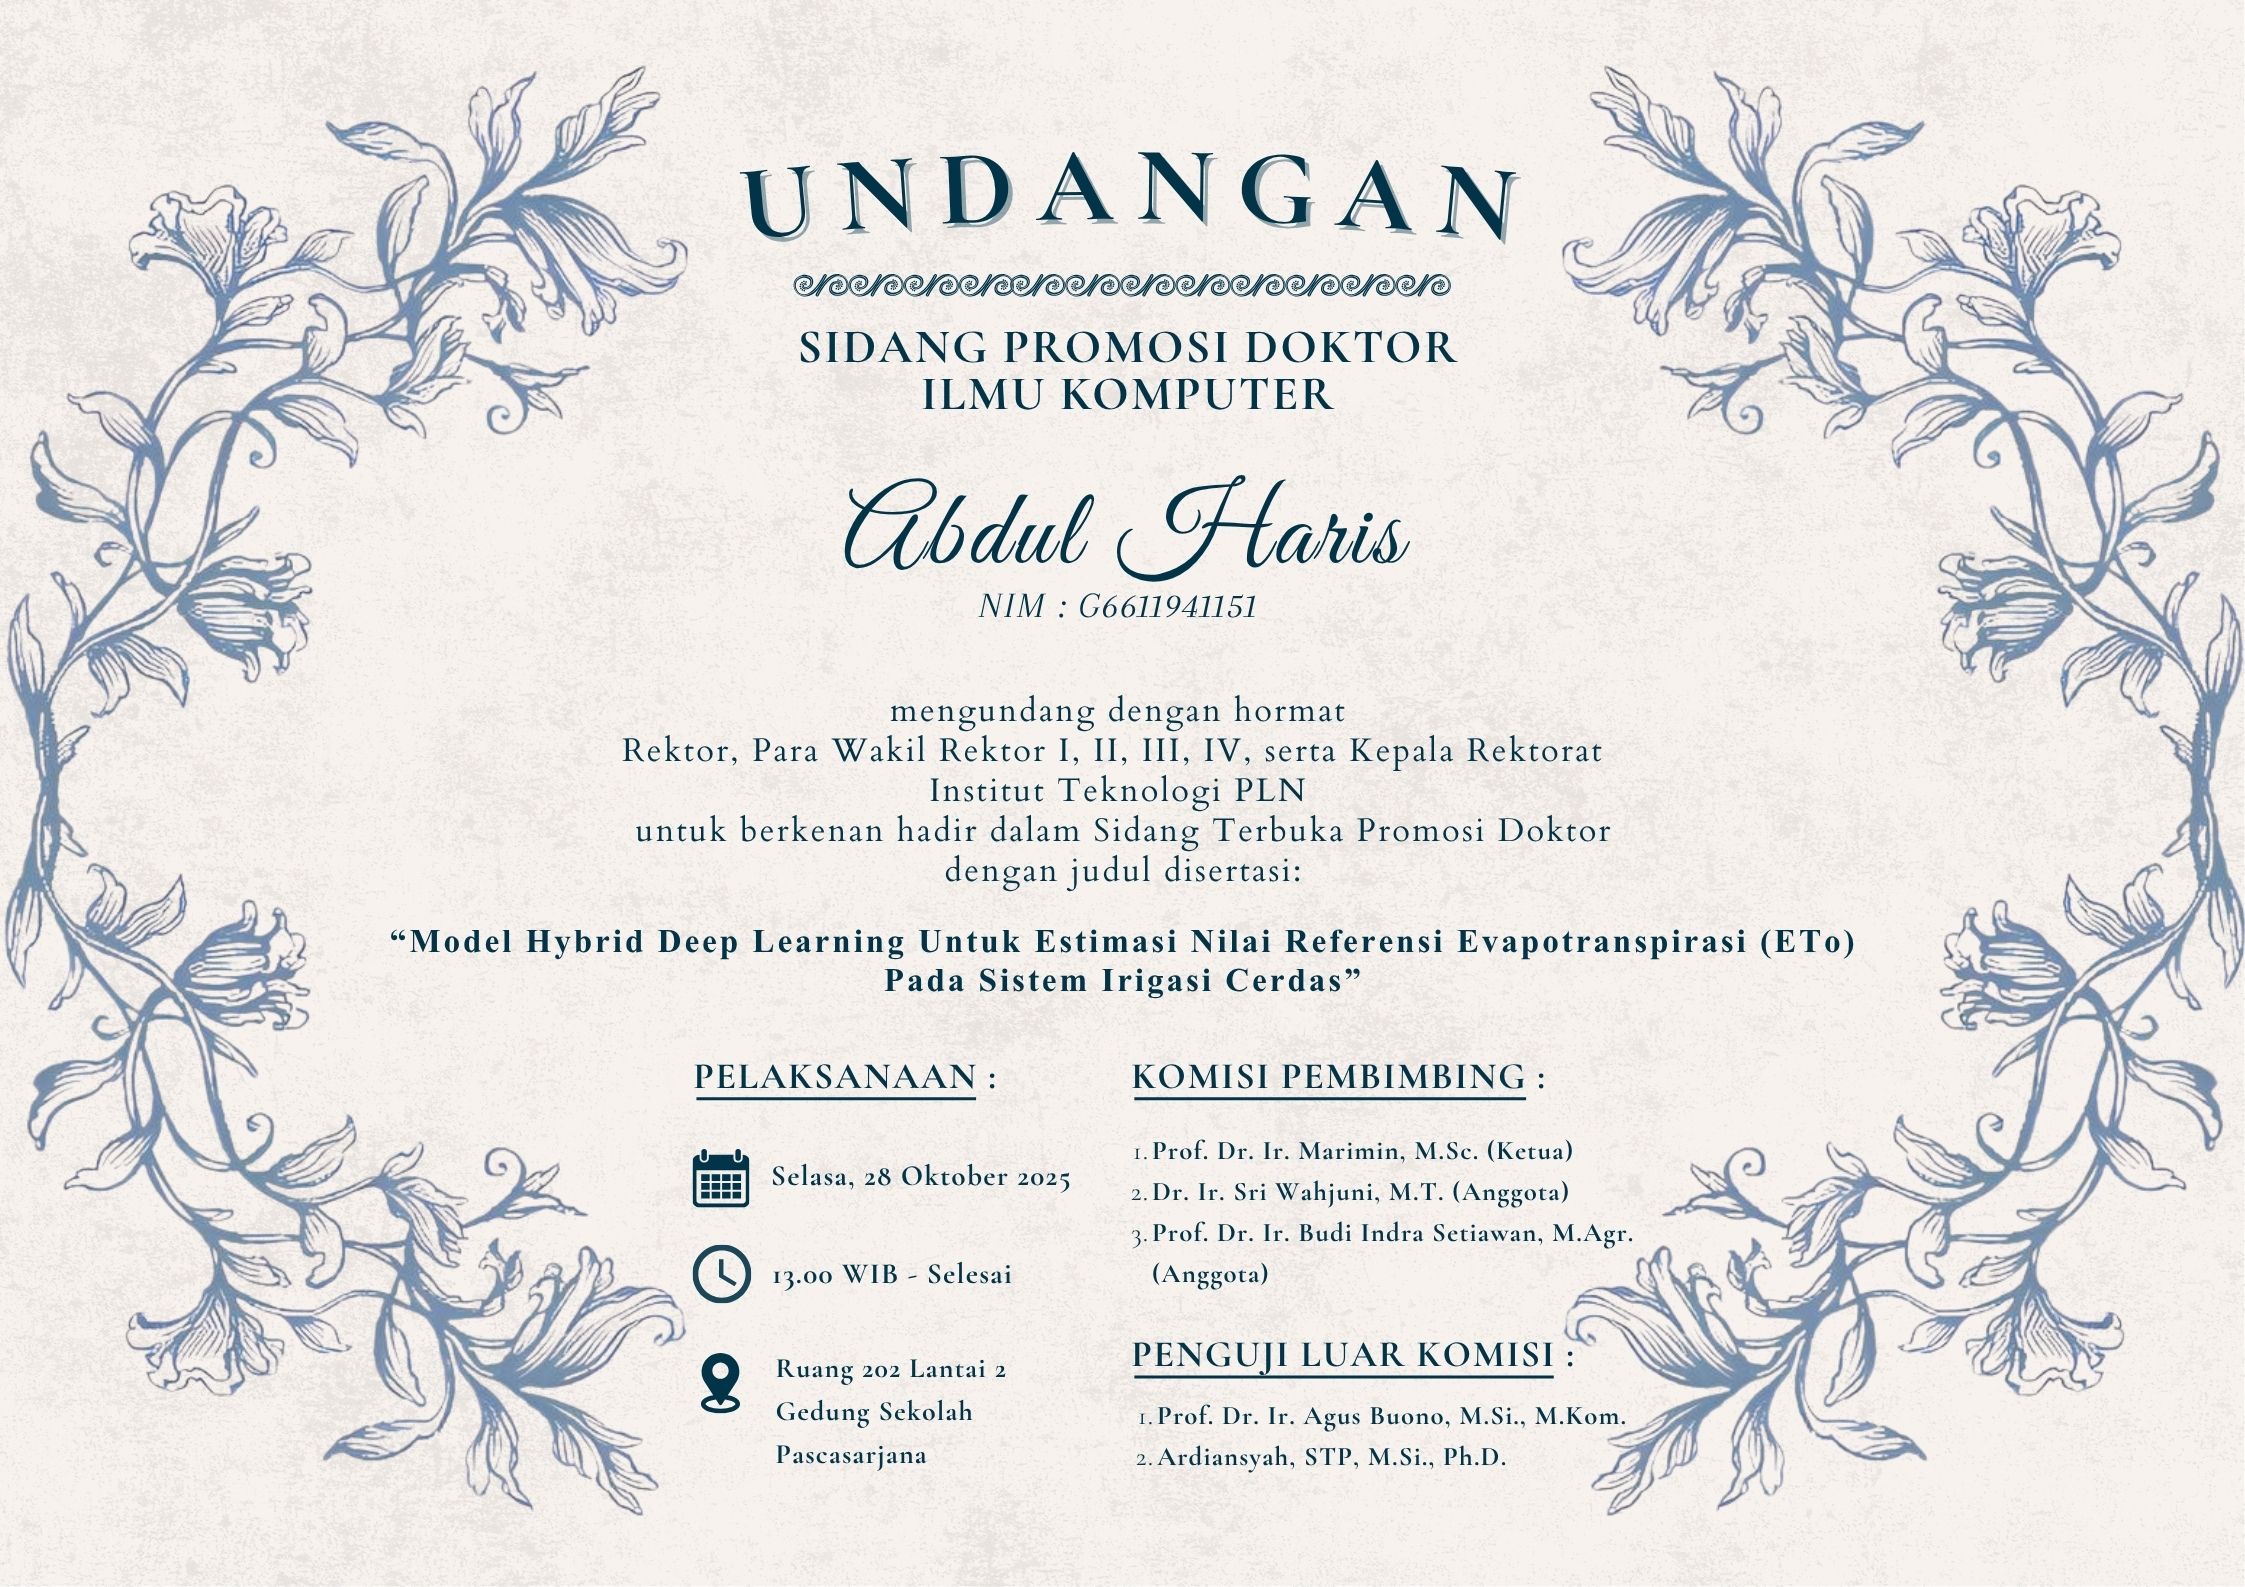 UNDANGAN
SIDANG PROMOSI DOKTOR
ILMU KOMPUTER
Abdul Haris
NIM : G6611941151
mengundang dengan hormat
Rektor, Para Wakil Rektor I, II, III, IV, serta Kepala Rektorat
Institut Teknologi PLN
untuk berkenan hadir dalam Sidang Terbuka Promosi Doktor
dengan judul disertasi:
“Model Hybrid Deep Learning Untuk Estimasi Nilai Referensi Evapotranspirasi (ETo)
Pada Sistem Irigasi Cerdas”
PELAKSANAAN :
Selasa, 28 Oktober 2025
13.00 WIB - Selesai
Ruang 202 Lantai 2
Gedung Sekolah
Pascasarjana
KOMISI PEMBIMBING :
1. Prof. Dr. Ir. Marimin, M.Sc. (Ketua)
2. Dr. Ir. Sri Wahjuni, M.T. (Anggota)
3. Prof. Dr. Ir. Budi Indra Setiawan, M.Agr.
(Anggota)
PENGUJI LUAR KOMISI :
1. Prof. Dr. Ir. Agus Buono, M.Si., M.Kom.
2. Ardiansyah, STP, M.Si., Ph.D.